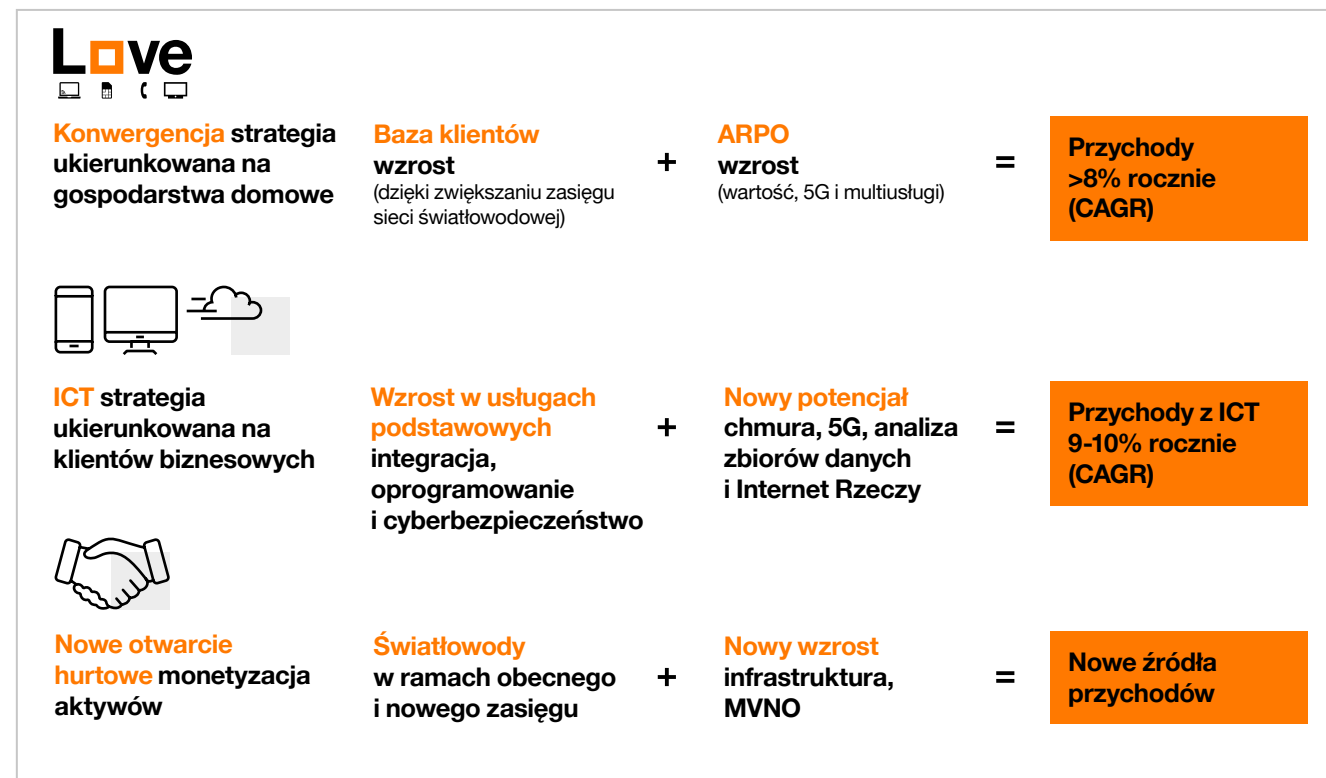 Love
Konwergencja strategia
ukierunkowana na
gospodarstwa domowe
Baza klientów
wzrost
(dzięki zwiększaniu zasięgu
sieci światłowodowej)
+
ARPO
wzrost
(wartość, 5G i multiusługi)
=
Przychody
>8% rocznie
(CAGR)
ICT strategia
ukierunkowana na
klientów biznesowych
Wzrost w usługach
podstawowych
integracja,
oprogramowanie
i cyberbezpieczeństwo
+
Nowy potencjał
chmura, 5G, analiza
zbiorów danych
i Internet Rzeczy
=
Przychody z ICT
9-10% rocznie
(CAGR)
Nowe otwarcie
hurtowe monetyzacja
aktywów
Światłowody
w ramach obecnego
i nowego zasięgu
+
Nowy wzrost
infrastruktura,
MVNO
=
Nowe źródła
przychodów